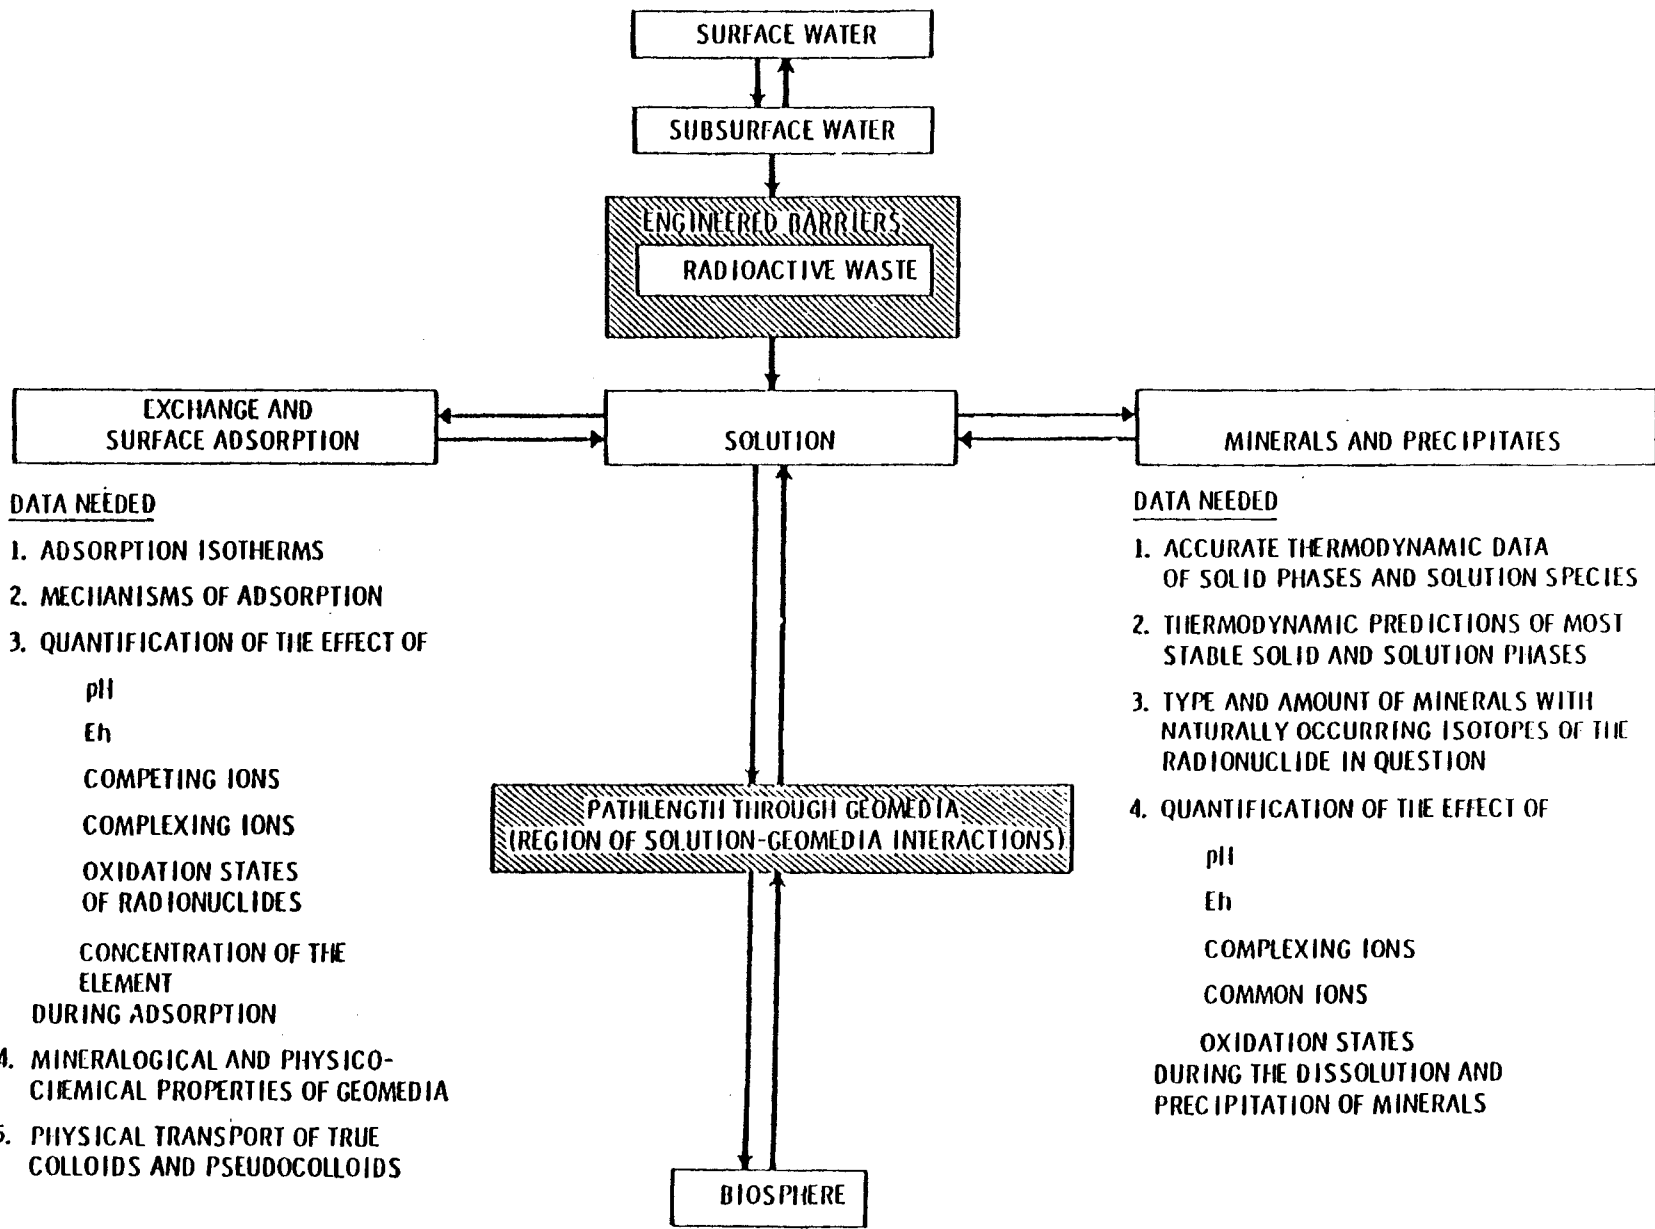 SURFACE WATER
SUBSURFACE WATER
ENGINEERED BARRIERS
RADIOACTIVE WASTE
EXCHANGE AND
SURFACE ADSORPTION
SOLUTION
MINERALS AND PRECIPITATES
DATA NEEDED
1. ADSORPTION ISOTHERMS
2. MECHANISMS OF ADSORPTION
3. QUANTIFICATION OF THE EFFECT OF
pH
Eh
COMPETING IONS
COMPLEXING IONS
OXIDATION STATES
OF RADIONUCLIDES
CONCENTRATION OF THE
ELEMENT
DURING ADSORPTION
4. MINERALOGICAL AND PHYSICO-
CHEMICAL PROPERTIES OF GEOMEDIA
5. PHYSICAL TRANSPORT OF TRUE
COLLOIDS AND PSEUDOCOLLOIDS
PATHLENGTH THROUGH GEOMEDIA
(REGION OF SOLUTION-GEOMEDIA INTERACTIONS)
BIOSPHERE
DATA NEEDED
1. ACCURATE THERMODYNAMIC DATA
OF SOLID PHASES AND SOLUTION SPECIES
2. THERMODYNAMIC PREDICTIONS OF MOST
STABLE SOLID AND SOLUTION PHASES
3. TYPE AND AMOUNT OF MINERALS WITH
NATURALLY OCCURRING ISOTOPES OF THE
RADIONUCLIDE IN QUESTION
4. QUANTIFICATION OF THE EFFECT OF
pH
Eh
COMPLEXING IONS
COMMON IONS
OXIDATION STATES
DURING THE DISSOLUTION AND
PRECIPITATION OF MINERALS